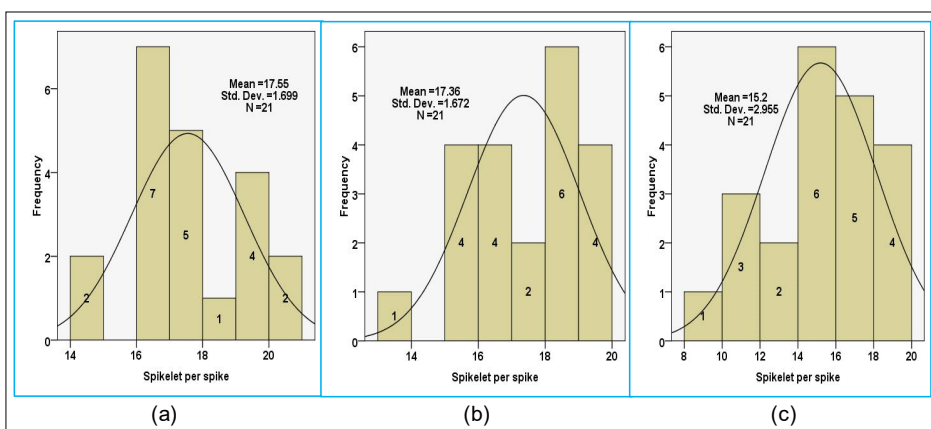 Mean =17.55
Std. Dev. =1.699
N =21
Frequency
6
4
2
0
2
7
5
1
4
2
14
16
18
20
Spikelet per spike
(a)
Mean =17.36
Std. Dev. =1.672
N =21
Frequency
6
5
4
3
2
1
0
1
4
4
2
6
4
14
16
18
20
Spikelet per spike
(b)
Mean =15.2
Std. Dev. =2.955
N =21
Frequency
6
5
4
3
2
1
0
1
3
2
6
5
4
8
10
12
14
16
18
20
Spikelet per spike
(c)